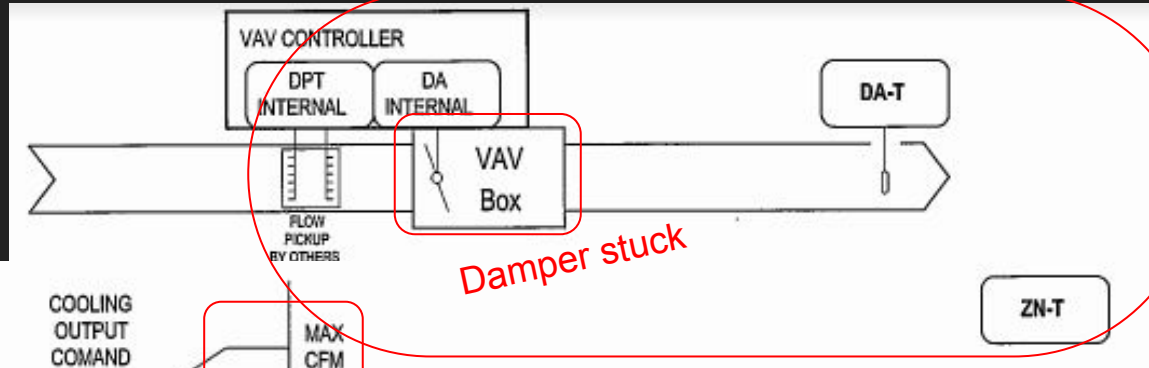 VAV CONTROLLER
DPT
INTERNAL
DA
INTERNAL
DA-T
VAV
Box
FLOW
PICKUP
BY OTHERS
Damper stuck
ZN-T
COOLING
OUTPUT
COMAND
MAX
CFM